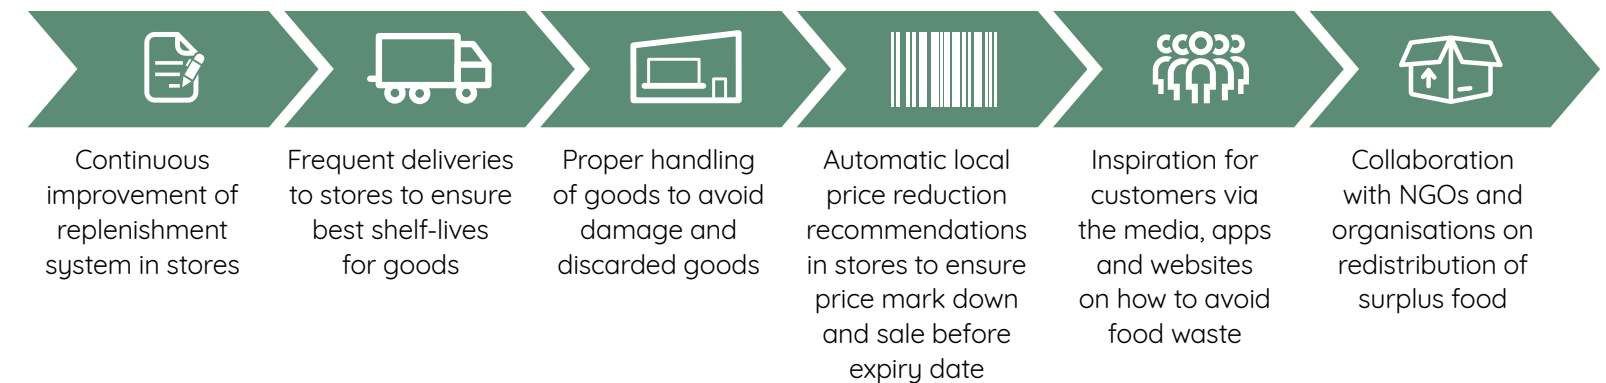 Continuous
improvement of
replenishment
system in stores
Frequent deliveries
to stores to ensure
best shelf-lives
for goods
Proper handling
of goods to avoid
damage and
discarded goods
Automatic local
price reduction
recommendations
in stores to ensure
price mark down
and sale before
expiry date
Inspiration for
customers via
the media, apps
and websites
on how to avoid
food waste
Collaboration
with NGOs and
organisations on
redistribution of
surplus food